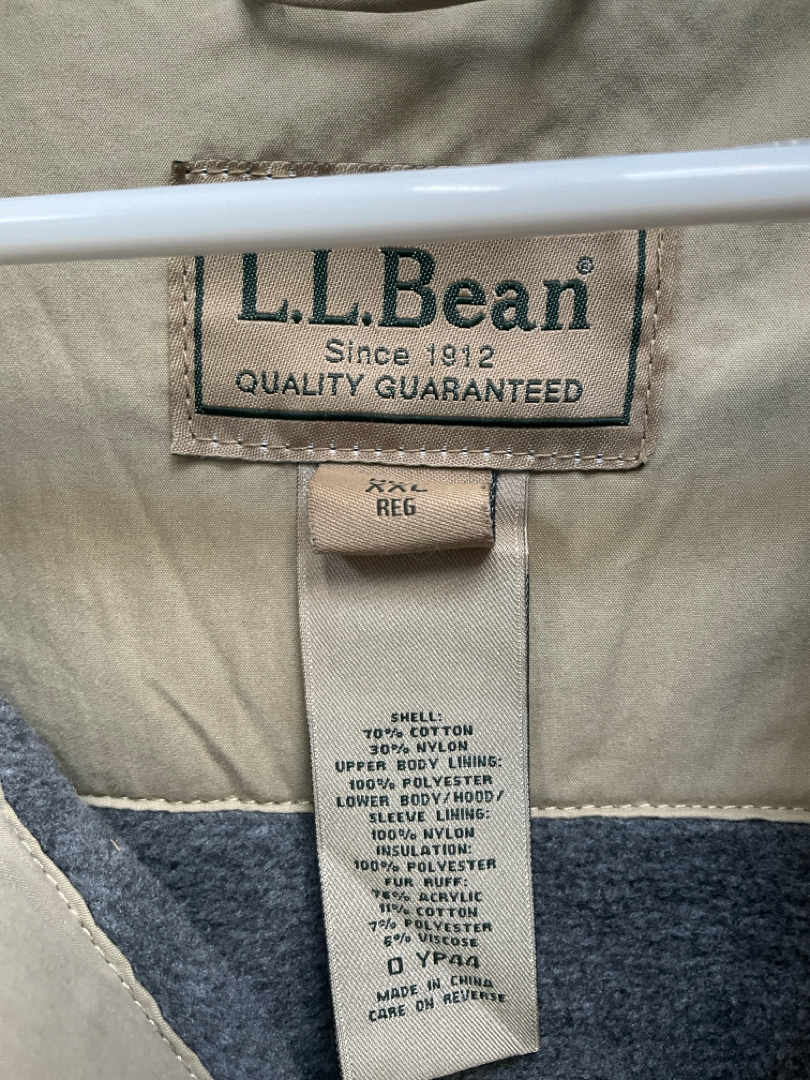 L.L.Bean®
Since 1912
QUALITY GUARANTEED
XXL
REG
SHELL:
70% COTTON
30% NYLON
UPPER BODY LINING:
100% POLYESTER
LOWER BODY/HOOD/
SLEEVE LINING:
100% NYLON
INSULATION:
100% POLYESTER
FUR RUFF:
76% ACRYLIC
11% COTTON
7% POLYESTER
6% VISCOSE
0 YP44
MADE IN CHINA
CARE ON REVERSE